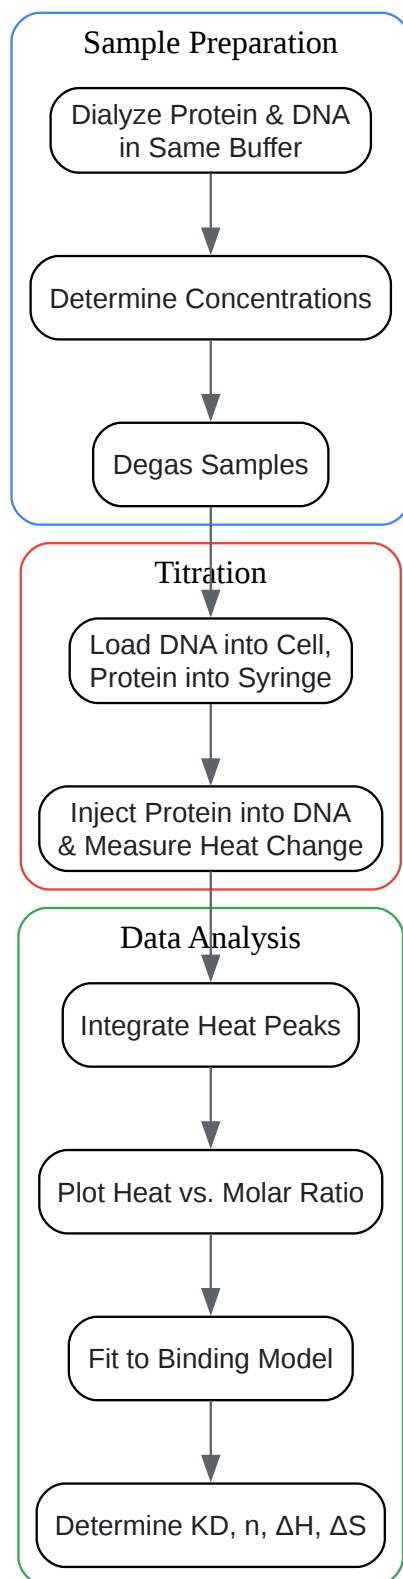 Sample Preparation
Dialyze Protein & DNA
in Same Buffer
Determine Concentrations
Degas Samples
Titration
Load DNA into Cell,
Protein into Syringe
Inject Protein into DNA
& Measure Heat Change
Data Analysis
Integrate Heat Peaks
Plot Heat vs. Molar Ratio
Fit to Binding Model
Determine KD, n, ΔH, ΔS